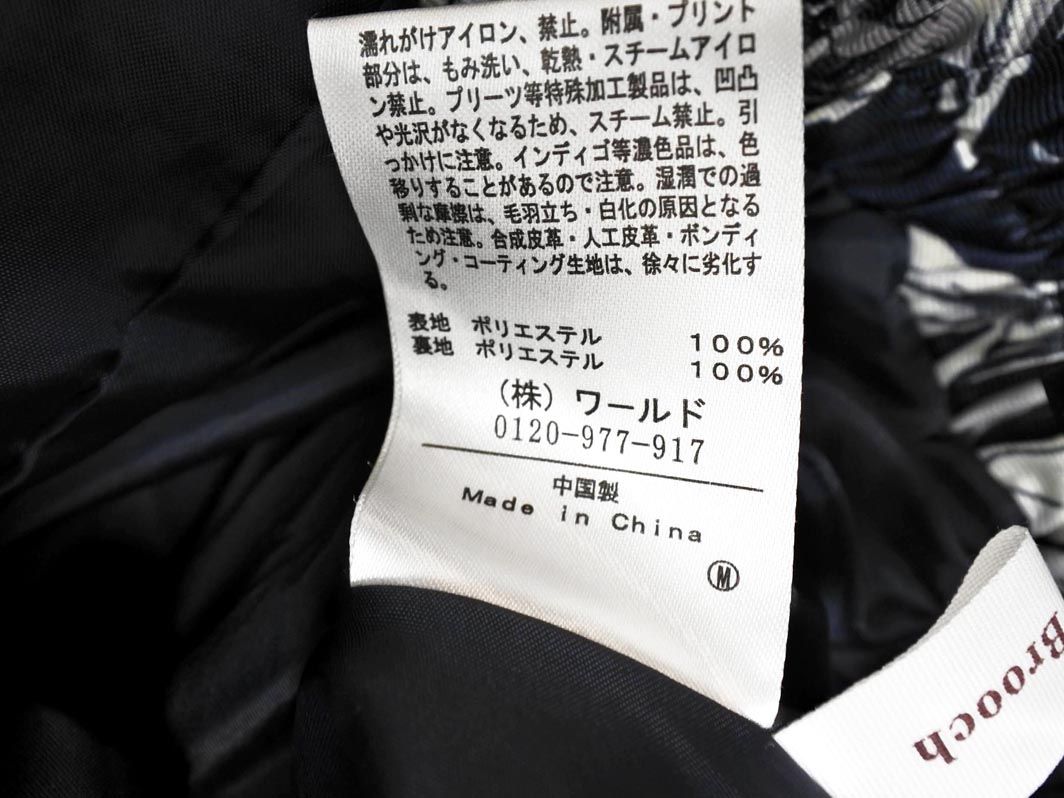 濡れがけアイロン、禁止。附属・プリント
部分は、もみ洗い、乾熱・スチームアイロ
ン禁止。プリーツ等特殊加工製品は、凹凸
や光沢がなくなるため、スチーム禁止。引
っかけに注意。インディゴ等濃色品は、色
移りすることがあるので注意。湿潤での過
剰な摩擦は、毛羽立ち・白化の原因となる
ため注意。合成皮革・人工皮革・ボンディ
ング・コーティング生地は、徐々に劣化す
る。
表地 ポリエステル 100%
裏地 ポリエステル 100%
(株)ワールド
0120-977-917
中国製
Made in China
Ⓜ
Brooch